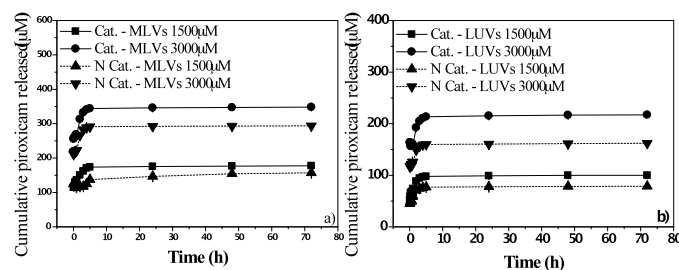 Cumulative piroxicam released(µM)
600
500
400
300
200
100
0
Cat. - MLVs 1500µM
Cat. - MLVs 3000µM
N Cat. - MLVs 1500µM
N Cat. - MLVs 3000µM
a)
0 10 20 30 40 50 60 70 80
Time (h)
Cumulative piroxicam released (µM)
400
300
200
100
0
Cat. - LUVs 1500µM
Cat. - LUVs 3000µM
N Cat. - LUVs 1500µM
N Cat. - LUVs 3000µM
b)
0 10 20 30 40 50 60 70 80
Time (h)